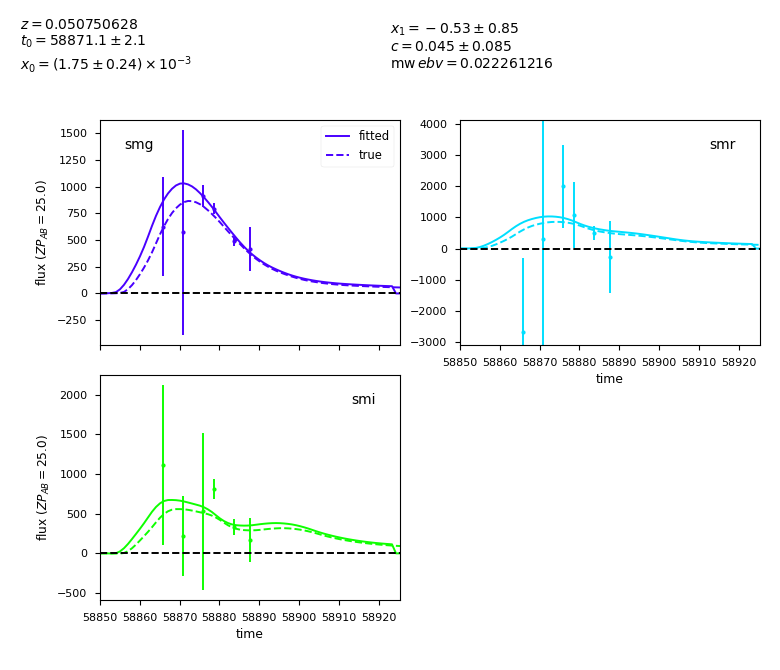 z = 0.050750628
t₀ = 58871.1 ± 2.1
x₀ = (1.75 ± 0.24) × 10⁻³
x₁ = −0.53 ± 0.85
c = 0.045 ± 0.085
mw ebv = 0.022261216
smg
fitted
true
1500
1250
1000
750
500
250
0
−250
flux (ZP_AB = 25.0)
smr
4000
3000
2000
1000
0
−1000
−2000
−3000
58850 58860 58870 58880 58890 58900 58910 58920
time
smi
2000
1500
1000
500
0
−500
flux (ZP_AB = 25.0)
58850 58860 58870 58880 58890 58900 58910 58920
time